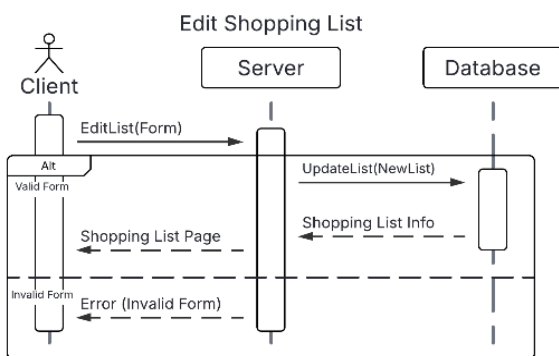 Edit Shopping List
Client
Server
Database
EditList(Form)
Alt
Valid Form
UpdateList(NewList)
Shopping List Info
Shopping List Page
Invalid Form
Error (Invalid Form)